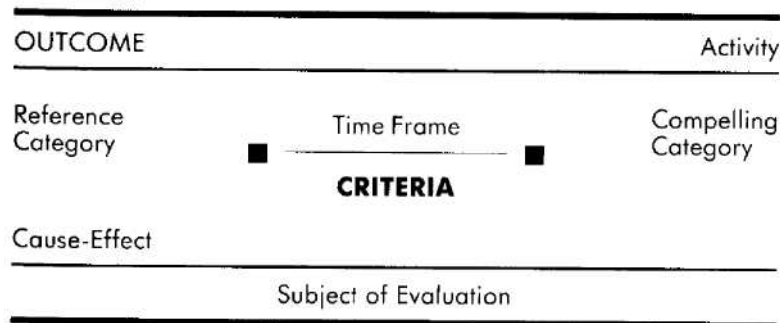 OUTCOME Activity
Reference Category Time Frame Compelling Category
CRITERIA
Cause-Effect
Subject of Evaluation